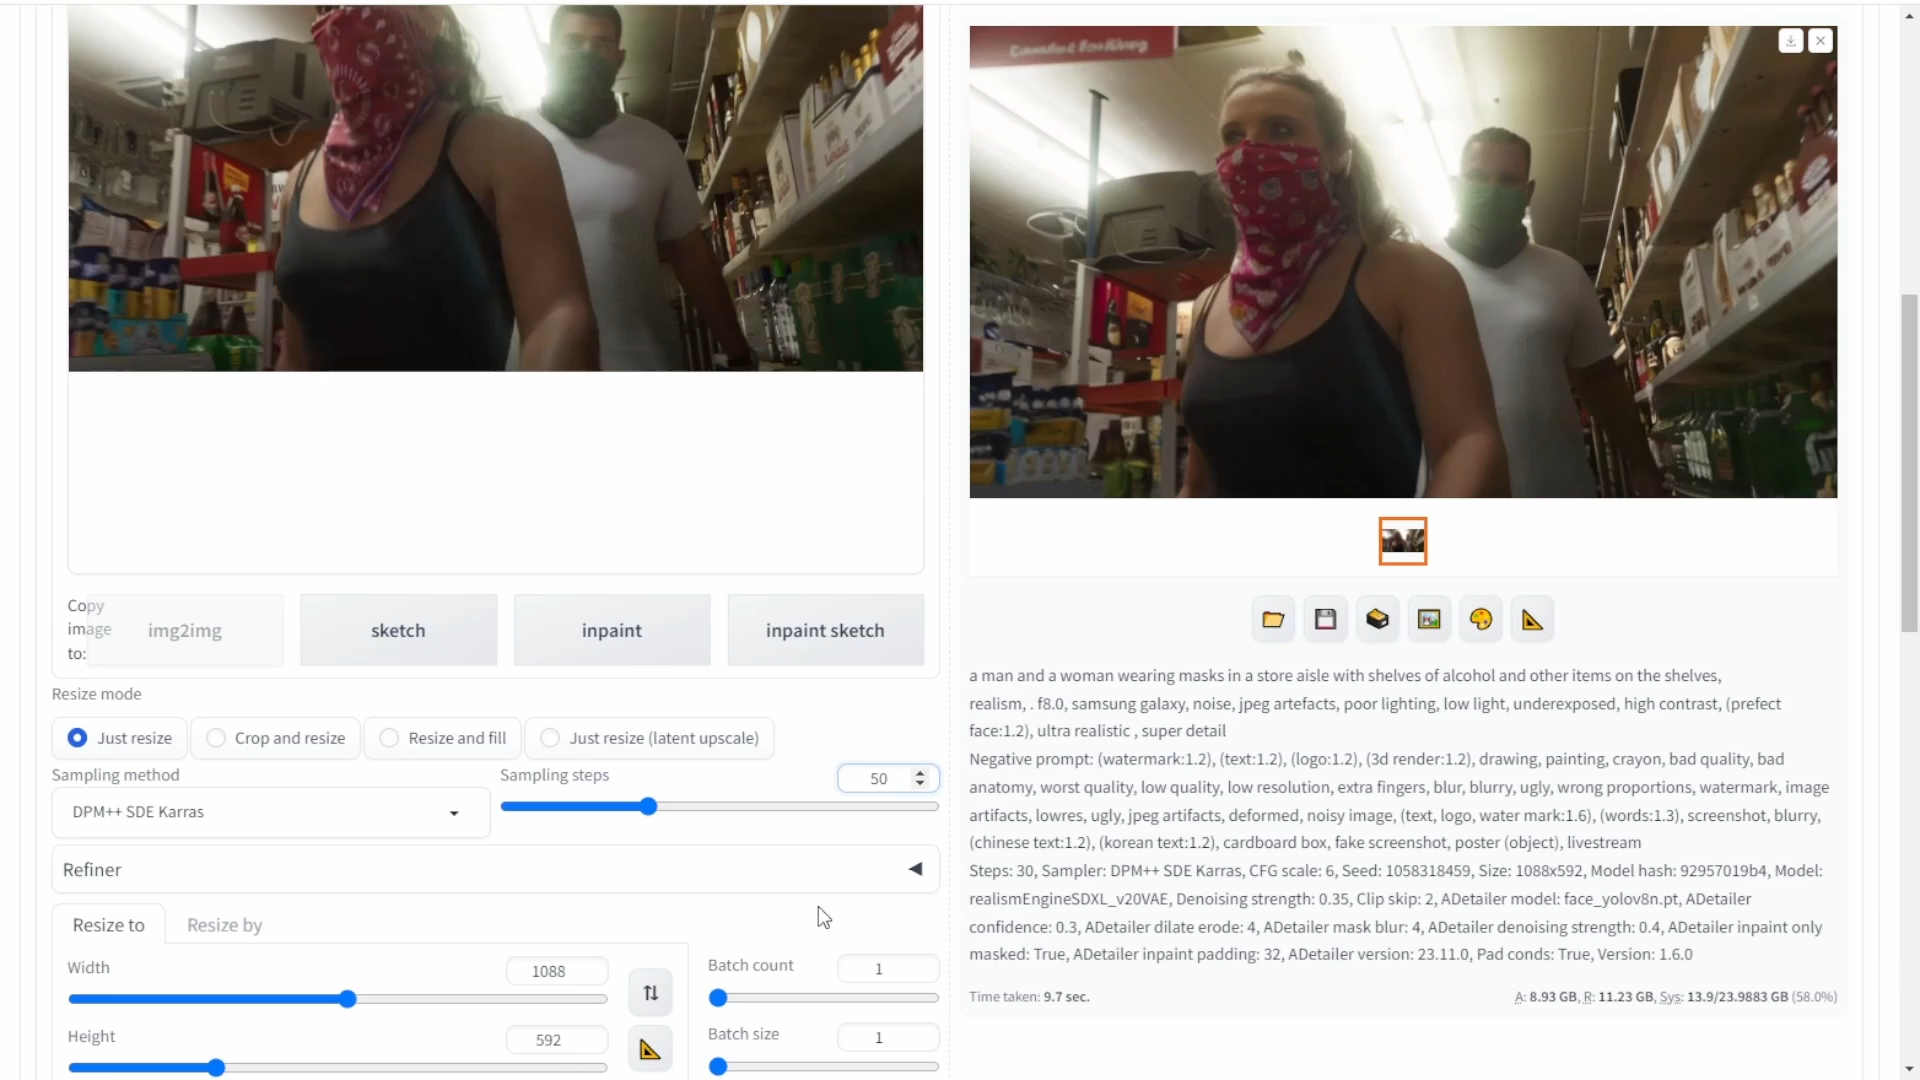 Copy
image
to:
img2img
sketch
inpaint
inpaint sketch
Resize mode
Just resize
Crop and resize
Resize and fill
Just resize (latent upscale)
Sampling method
Sampling steps
50
DPM++ SDE Karras
Refiner
Resize to
Resize by
Width
1088
Batch count
1
Height
592
Batch size
1
a man and a woman wearing masks in a store aisle with shelves of alcohol and other items on the shelves,
realism, . f8.0, samsung galaxy, noise, jpeg artefacts, poor lighting, low light, underexposed, high contrast, (prefect
face:1.2), ultra realistic , super detail
Negative prompt: (watermark:1.2), (text:1.2), (logo:1.2), (3d render:1.2), drawing, painting, crayon, bad quality, bad
anatomy, worst quality, low quality, low resolution, extra fingers, blur, blurry, ugly, wrong proportions, watermark, image
artifacts, lowres, ugly, jpeg artifacts, deformed, noisy image, (text, logo, water mark:1.6), (words:1.3), screenshot, blurry,
(chinese text:1.2), (korean text:1.2), cardboard box, fake screenshot, poster (object), livestream
Steps: 30, Sampler: DPM++ SDE Karras, CFG scale: 6, Seed: 1058318459, Size: 1088x592, Model hash: 92957019b4, Model:
realismEngineSDXL_v20VAE, Denoising strength: 0.35, Clip skip: 2, ADetailer model: face_yolov8n.pt, ADetailer
confidence: 0.3, ADetailer dilate erode: 4, ADetailer mask blur: 4, ADetailer denoising strength: 0.4, ADetailer inpaint only
masked: True, ADetailer inpaint padding: 32, ADetailer version: 23.11.0, Pad conds: True, Version: 1.6.0
Time taken: 9.7 sec.
A: 8.93 GB, R: 11.23 GB, Sys: 13.9/23.9883 GB (58.0%)